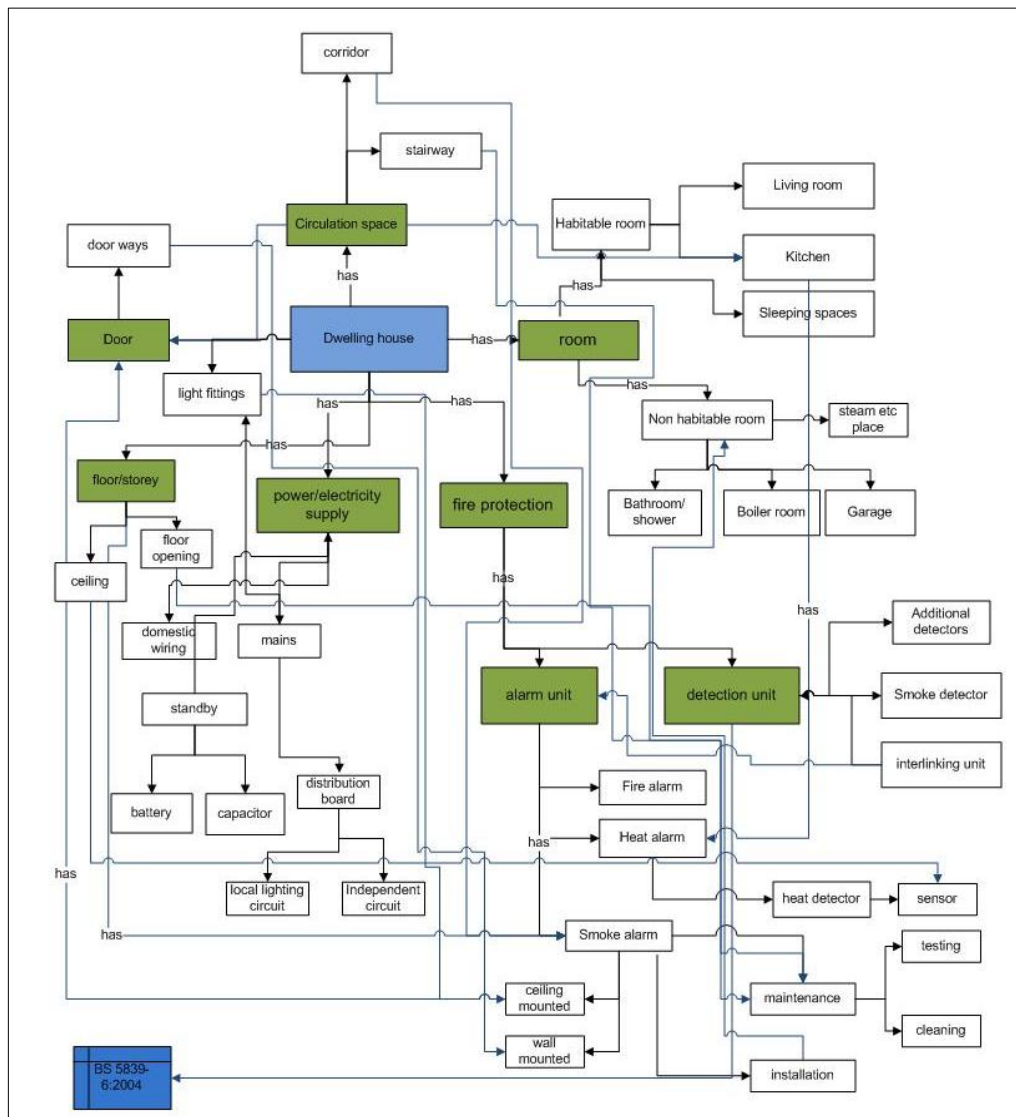 corridor
stairway
Living room
Circulation space
Habitable room
door ways
Kitchen
has
has
Sleeping spaces
Door
Dwelling house
has
room
light fittings
has
has
has
Non habitable room
steam etc
place
has
floor/storey
power/electricity
supply
fire protection
Bathroom/
shower
Boiler room
Garage
floor
opening
ceiling
has
has
Additional
detectors
domestic
wiring
mains
alarm unit
detection unit
Smoke detector
standby
interlinking unit
distribution
board
Fire alarm
battery
capacitor
has
Heat alarm
has
local lighting
circuit
Independent
circuit
heat detector
sensor
has
Smoke alarm
testing
ceiling
mounted
maintenance
cleaning
wall
mounted
BS 5839-
6:2004
installation